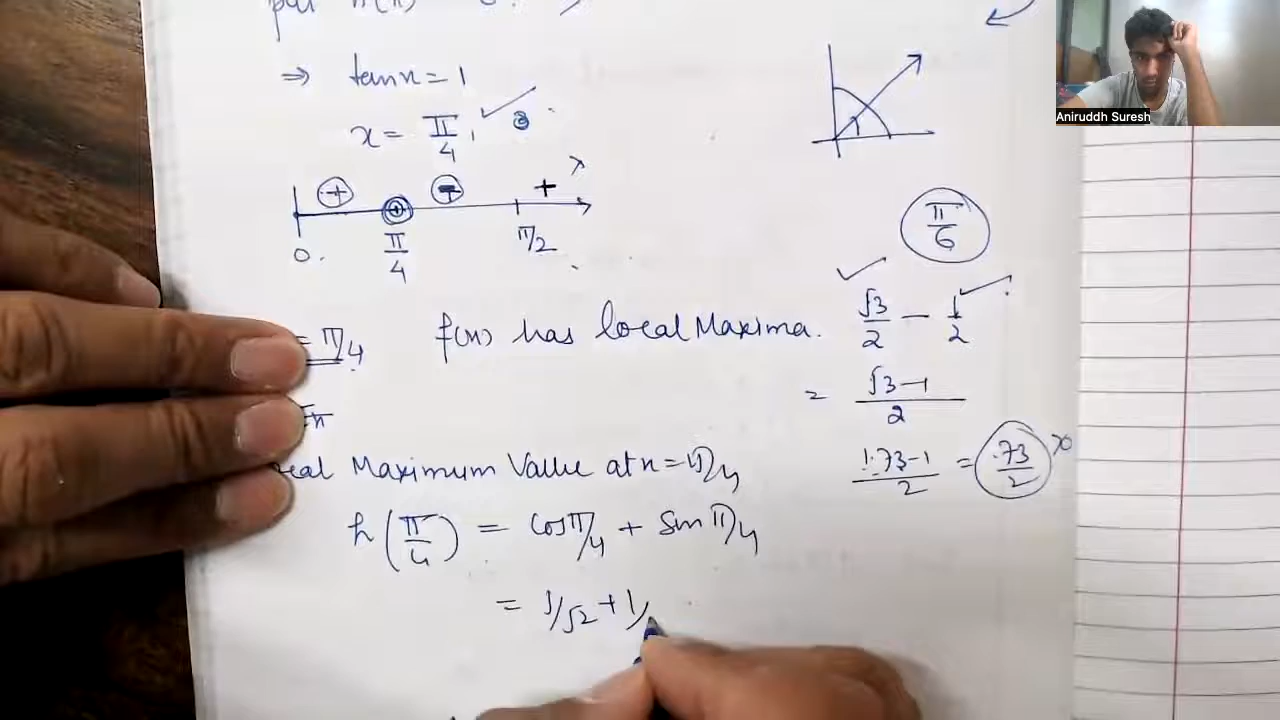 ⇒ tan x = 1
x = π/4,
+ - +
0. π/4 π/2
π/6
= π/4 f(x) has local Maxima.
√3/2 - 1/2
= √3-1/2
Maximum Value at x = π/4
1.73-1/2 = .73/2
h(π/4) = cos π/4 + sin π/4
= 1/√2 + 1/
Aniruddh Suresh